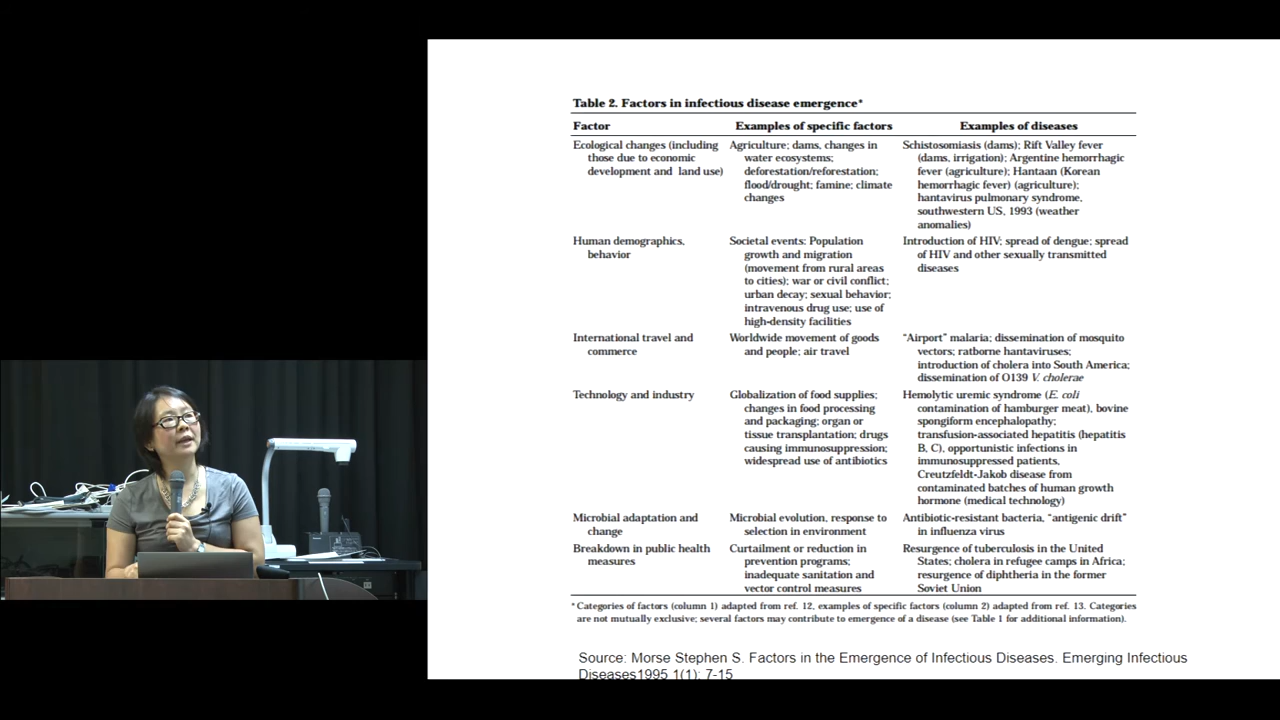 Table 2. Factors in infectious disease emergence*
Factor
Examples of specific factors
Examples of diseases
Ecological changes (including
those due to economic
development and land use)
Agriculture; dams, changes in
water ecosystems;
deforestation/reforestation;
flood/drought; famine; climate
changes
Schistosomiasis (dams); Rift Valley fever
(dams, irrigation); Argentine hemorrhagic
fever (agriculture); Hantaan (Korean
hemorrhagic fever) (agriculture);
hantavirus pulmonary syndrome,
southwestern US, 1993 (weather
anomalies)
Human demographics,
behavior
Societal events: Population
growth and migration
(movement from rural areas
to cities); war or civil conflict;
urban decay; sexual behavior;
intravenous drug use; use of
high-density facilities
Introduction of HIV; spread of dengue; spread
of HIV and other sexually transmitted
diseases
International travel and
commerce
Worldwide movement of goods
and people; air travel
“Airport” malaria; dissemination of mosquito
vectors; ratborne hantaviruses;
introduction of cholera into South America;
dissemination of O139 V. cholerae
Technology and industry
Globalization of food supplies;
changes in food processing
and packaging; organ or
tissue transplantation; drugs
causing immunosuppression;
widespread use of antibiotics
Hemolytic uremic syndrome (E. coli
contamination of hamburger meat), bovine
spongiform encephalopathy;
transfusion-associated hepatitis (hepatitis
B, C), opportunistic infections in
immunosuppressed patients,
Creutzfeldt-Jakob disease from
contaminated batches of human growth
hormone (medical technology)
Microbial adaptation and
change
Microbial evolution, response to
selection in environment
Antibiotic-resistant bacteria, “antigenic drift”
in influenza virus
Breakdown in public health
measures
Curtailment or reduction in
prevention programs;
inadequate sanitation and
vector control measures
Resurgence of tuberculosis in the United
States; cholera in refugee camps in Africa;
resurgence of diphtheria in the former
Soviet Union
* Categories of factors (column 1) adapted from ref. 12, examples of specific factors (column 2) adapted from ref. 13. Categories
are not mutually exclusive; several factors may contribute to emergence of a disease (see Table 1 for additional information).
Source: Morse Stephen S. Factors in the Emergence of Infectious Diseases. Emerging Infectious
Diseases1995 1(1): 7-15